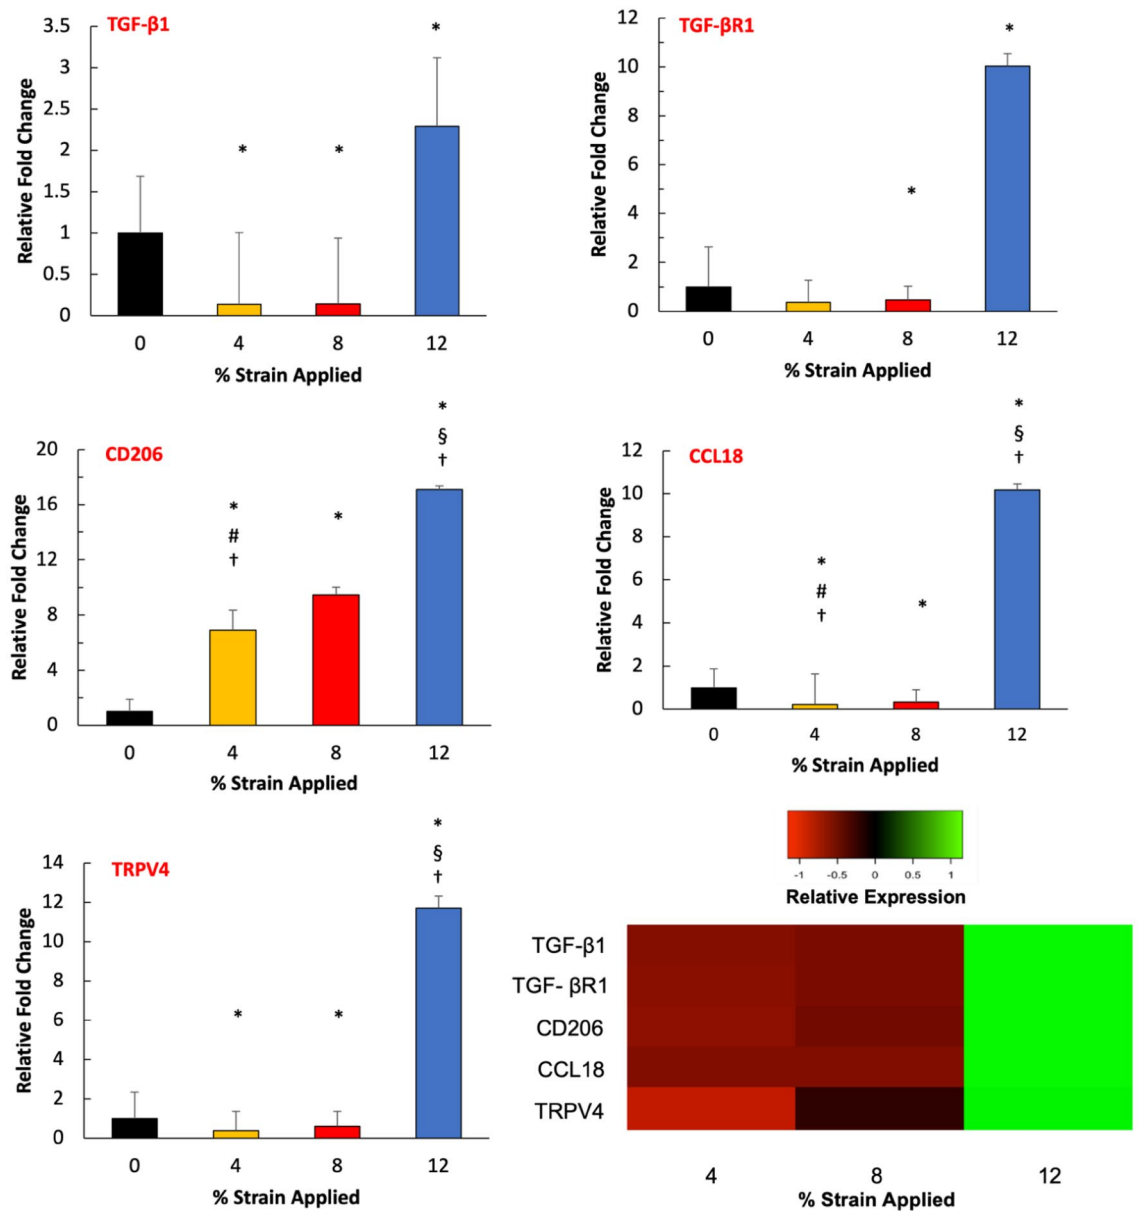 TGF-β1
Relative Fold Change
3.5
3
2.5
2
1.5
1
0.5
0
*
*
*
0 4 8 12
% Strain Applied
TGF-βR1
Relative Fold Change
12
10
8
6
4
2
0
*
*
0 4 8 12
% Strain Applied
CD206
Relative Fold Change
20
16
12
8
4
0
*
#
†
*
*
§
†
0 4 8 12
% Strain Applied
CCL18
Relative Fold Change
12
10
8
6
4
2
0
*
#
†
*
*
§
†
0 4 8 12
% Strain Applied
TRPV4
Relative Fold Change
14
12
10
8
6
4
2
0
*
*
*
§
†
0 4 8 12
% Strain Applied
-1 -0.5 0 0.5 1
Relative Expression
TGF-β1
TGF- βR1
CD206
CCL18
TRPV4
4 8 12
% Strain Applied